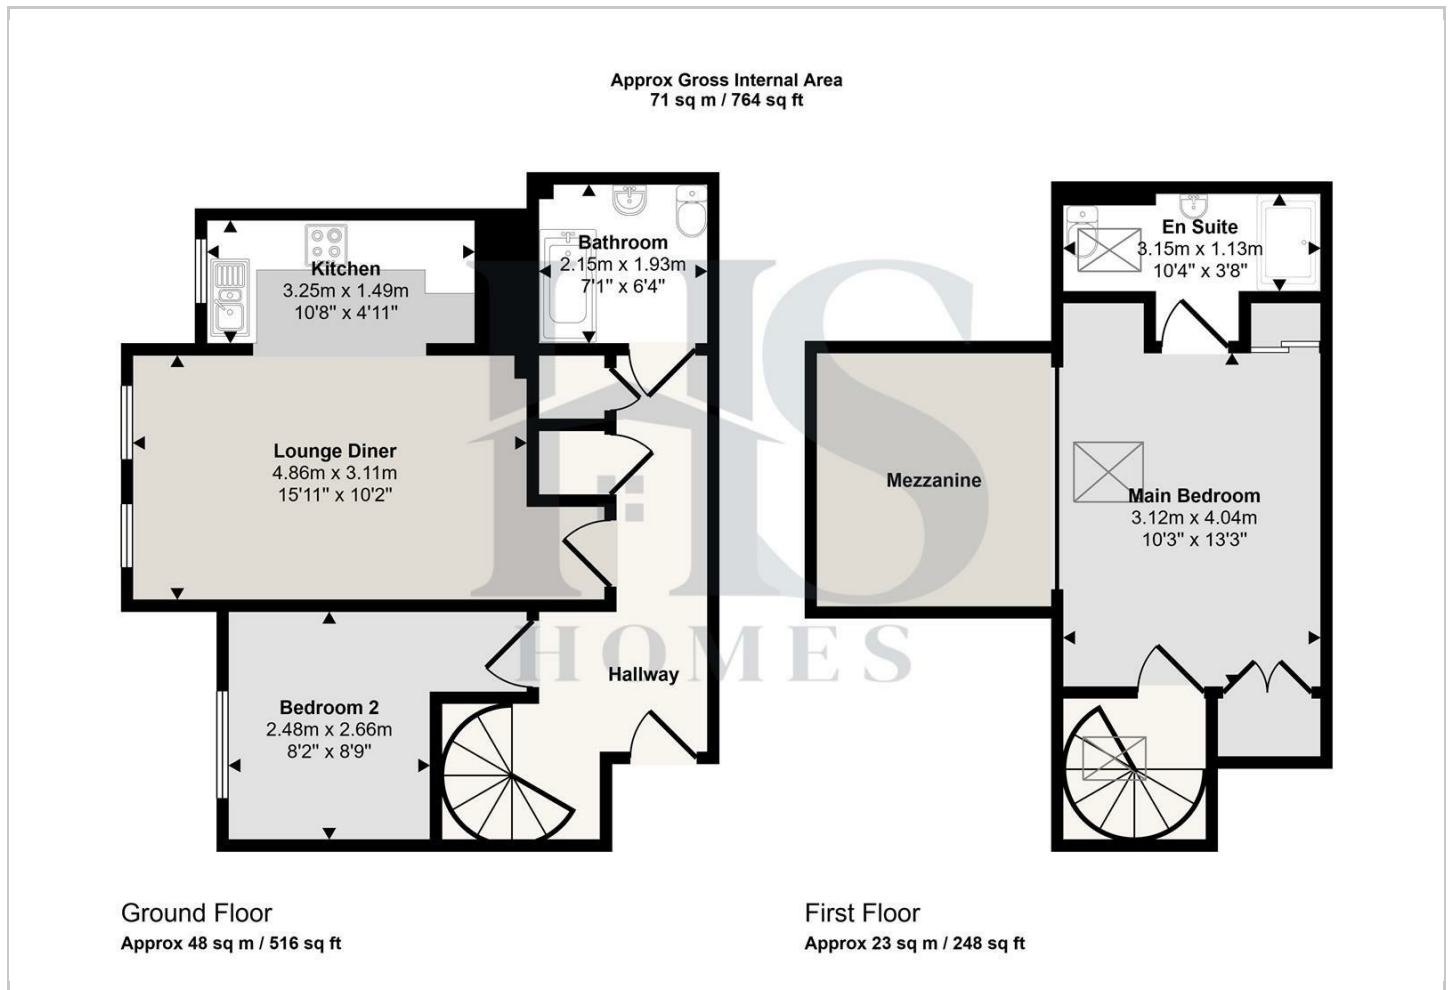 Approx Gross Internal Area
71 sq m / 764 sq ft
Kitchen
3.25m x 1.49m
10'8" x 4'11"
Bathroom
2.15m x 1.93m
7'1" x 6'4"
Lounge Diner
4.86m x 3.11m
15'11" x 10'2"
Bedroom 2
2.48m x 2.66m
8'2" x 8'9"
Hallway
En Suite
3.15m x 1.13m
10'4" x 3'8"
Mezzanine
Main Bedroom
3.12m x 4.04m
10'3" x 13'3"
HS
HOMES
Ground Floor
Approx 48 sq m / 516 sq ft
First Floor
Approx 23 sq m / 248 sq ft